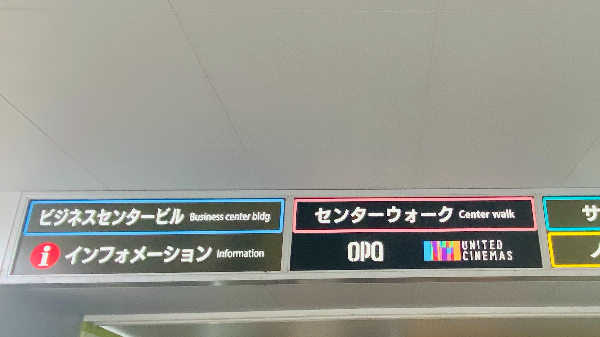 ビジネスセンタービル Business center bldg
i インフォメーション Information
センターウォーク Center walk
OPA UNITED CINEMAS
サ